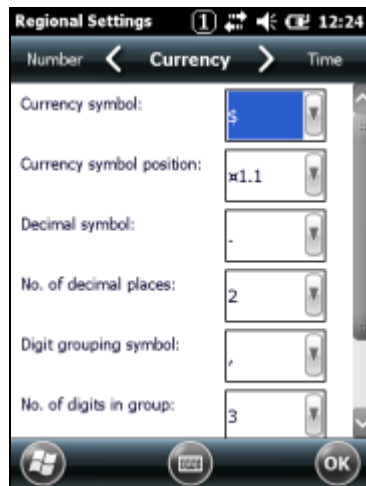 Regional Settings 1 12:24
Number Currency Time
Currency symbol: $
Currency symbol position: ¤1.1
Decimal symbol: .
No. of decimal places: 2
Digit grouping symbol: ,
No. of digits in group: 3
OK